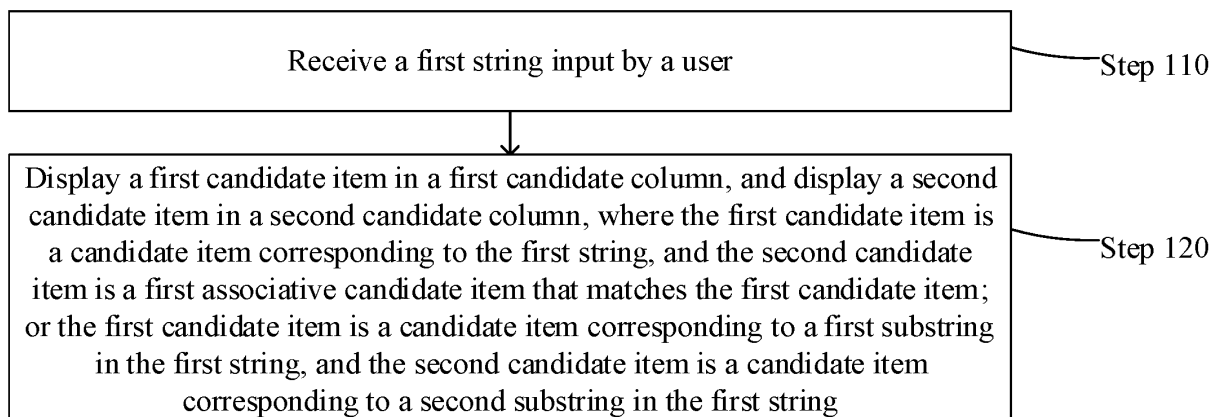 Receive a first string input by a user
Step 110
Display a first candidate item in a first candidate column, and display a second
candidate item in a second candidate column, where the first candidate item is
a candidate item corresponding to the first string, and the second candidate
item is a first associative candidate item that matches the first candidate item;
or the first candidate item is a candidate item corresponding to a first substring
in the first string, and the second candidate item is a candidate item
corresponding to a second substring in the first string
Step 120